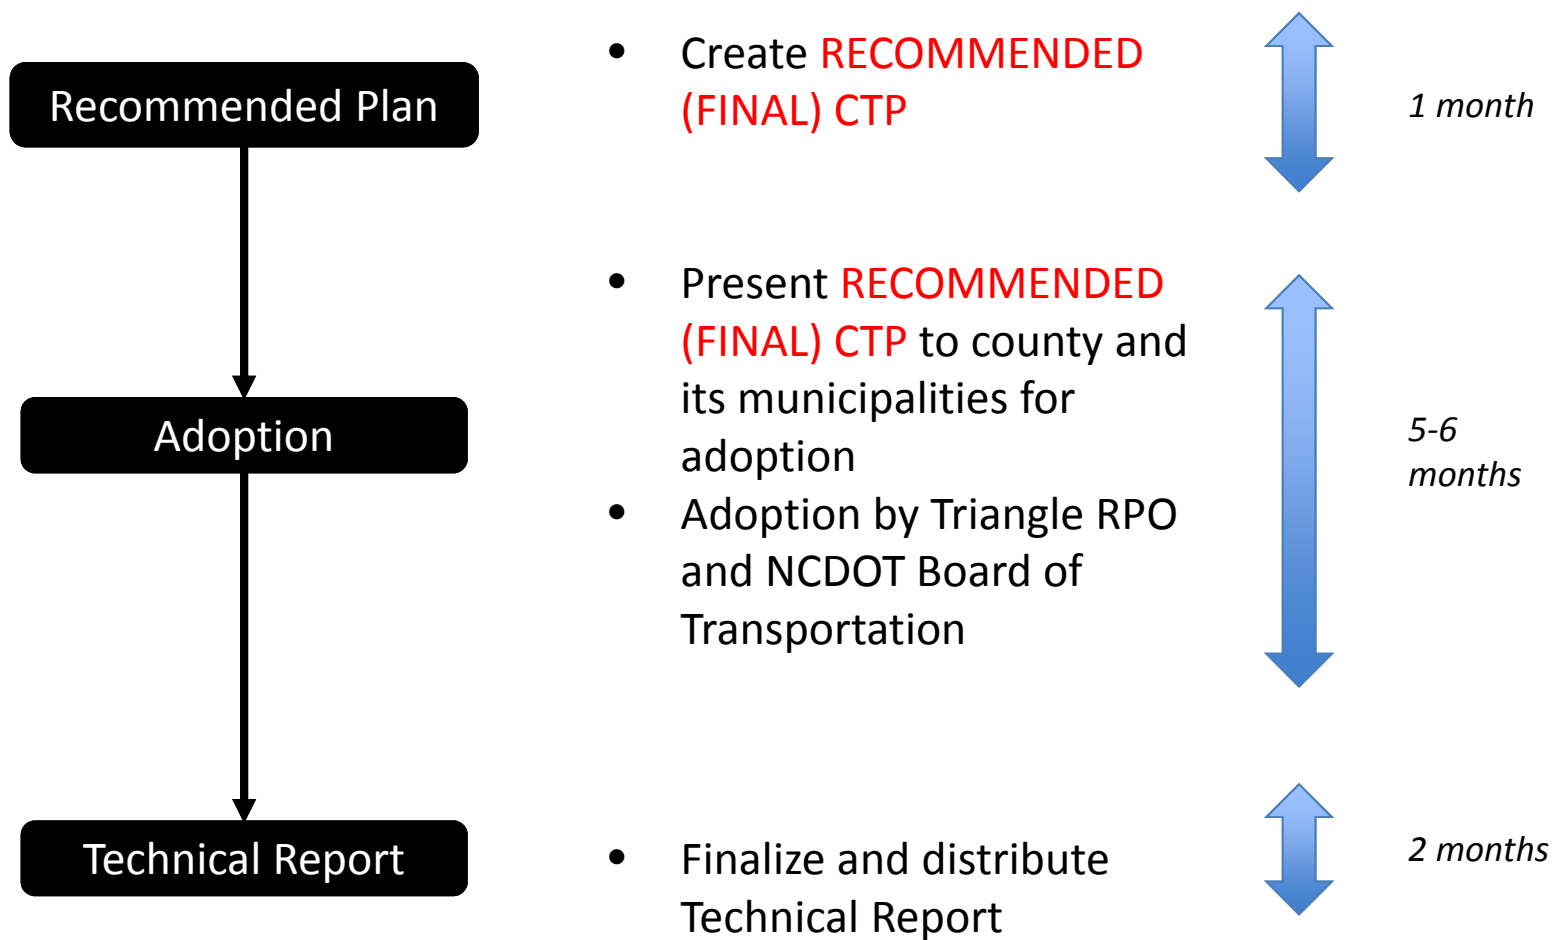 Recommended Plan
• Create RECOMMENDED
(FINAL) CTP
1 month
Adoption
• Present RECOMMENDED
(FINAL) CTP to county and
its municipalities for
adoption
• Adoption by Triangle RPO
and NCDOT Board of
Transportation
5-6
months
Technical Report
• Finalize and distribute
Technical Report
2 months